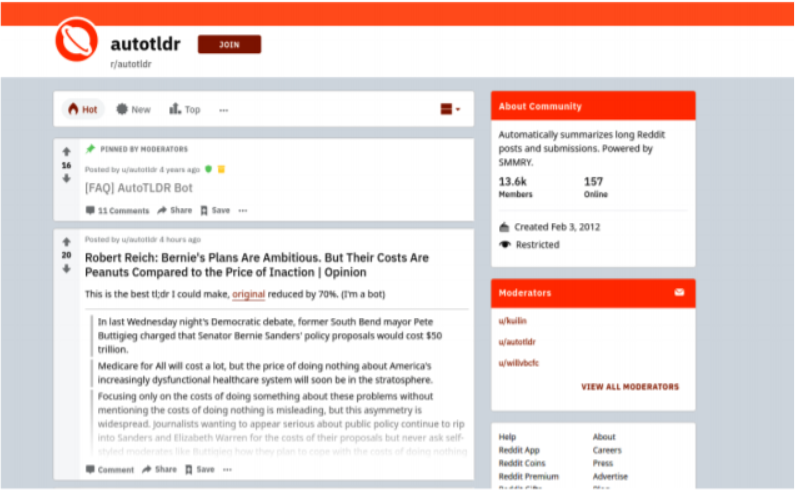 autotldr
JOIN
r/autotldr
Hot New Top ...
PINNED BY MODERATORS
16
Posted by u/autotldr 4 years ago
[FAQ] AutoTLDR Bot
11 Comments Share Save ...
Posted by u/autotldr 4 hours ago
20
Robert Reich: Bernie's Plans Are Ambitious. But Their Costs Are
Peanuts Compared to the Price of Inaction | Opinion
This is the best tl;dr I could make, original reduced by 70%. (I'm a bot)
In last Wednesday night's Democratic debate, former South Bend mayor Pete
Buttigieg charged that Senator Bernie Sanders' policy proposals would cost $50
trillion.
Medicare for All will cost a lot, but the price of doing nothing about America's
increasingly dysfunctional healthcare system will soon be in the stratosphere.
Focusing only on the costs of doing something about these problems without
mentioning the costs of doing nothing is misleading, but this asymmetry is
widespread. Journalists wanting to appear serious about public policy continue to rip
into Sanders and Elizabeth Warren for the costs of their proposals but never ask self-
styled moderates like Buttigieg how they plan to cope with the costs of doing nothing
Comment Share Save ...
About Community
Automatically summarizes long Reddit
posts and submissions. Powered by
SMMRY.
13.6k 157
Members Online
Created Feb 3, 2012
Restricted
Moderators
u/kullin
u/autotldr
u/willvbcfc
VIEW ALL MODERATORS
Help About
Reddit App Careers
Reddit Coins Press
Reddit Premium Advertise